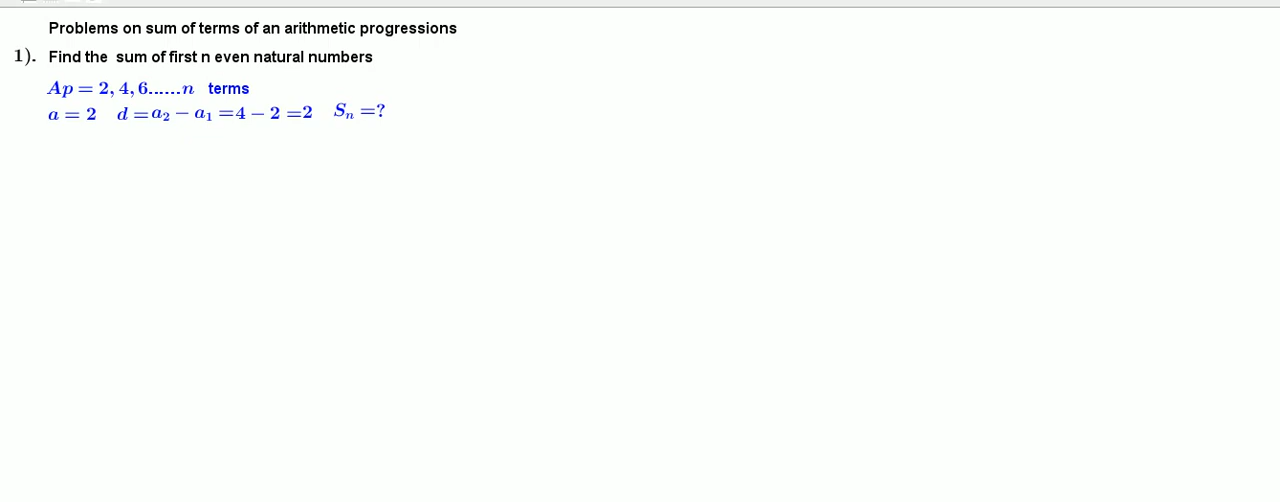 Problems on sum of terms of an arithmetic progressions
1). Find the sum of first n even natural numbers
Ap = 2, 4, 6......n terms
a = 2 d =a₂ − a₁ =4 − 2 =2 Sₙ =?